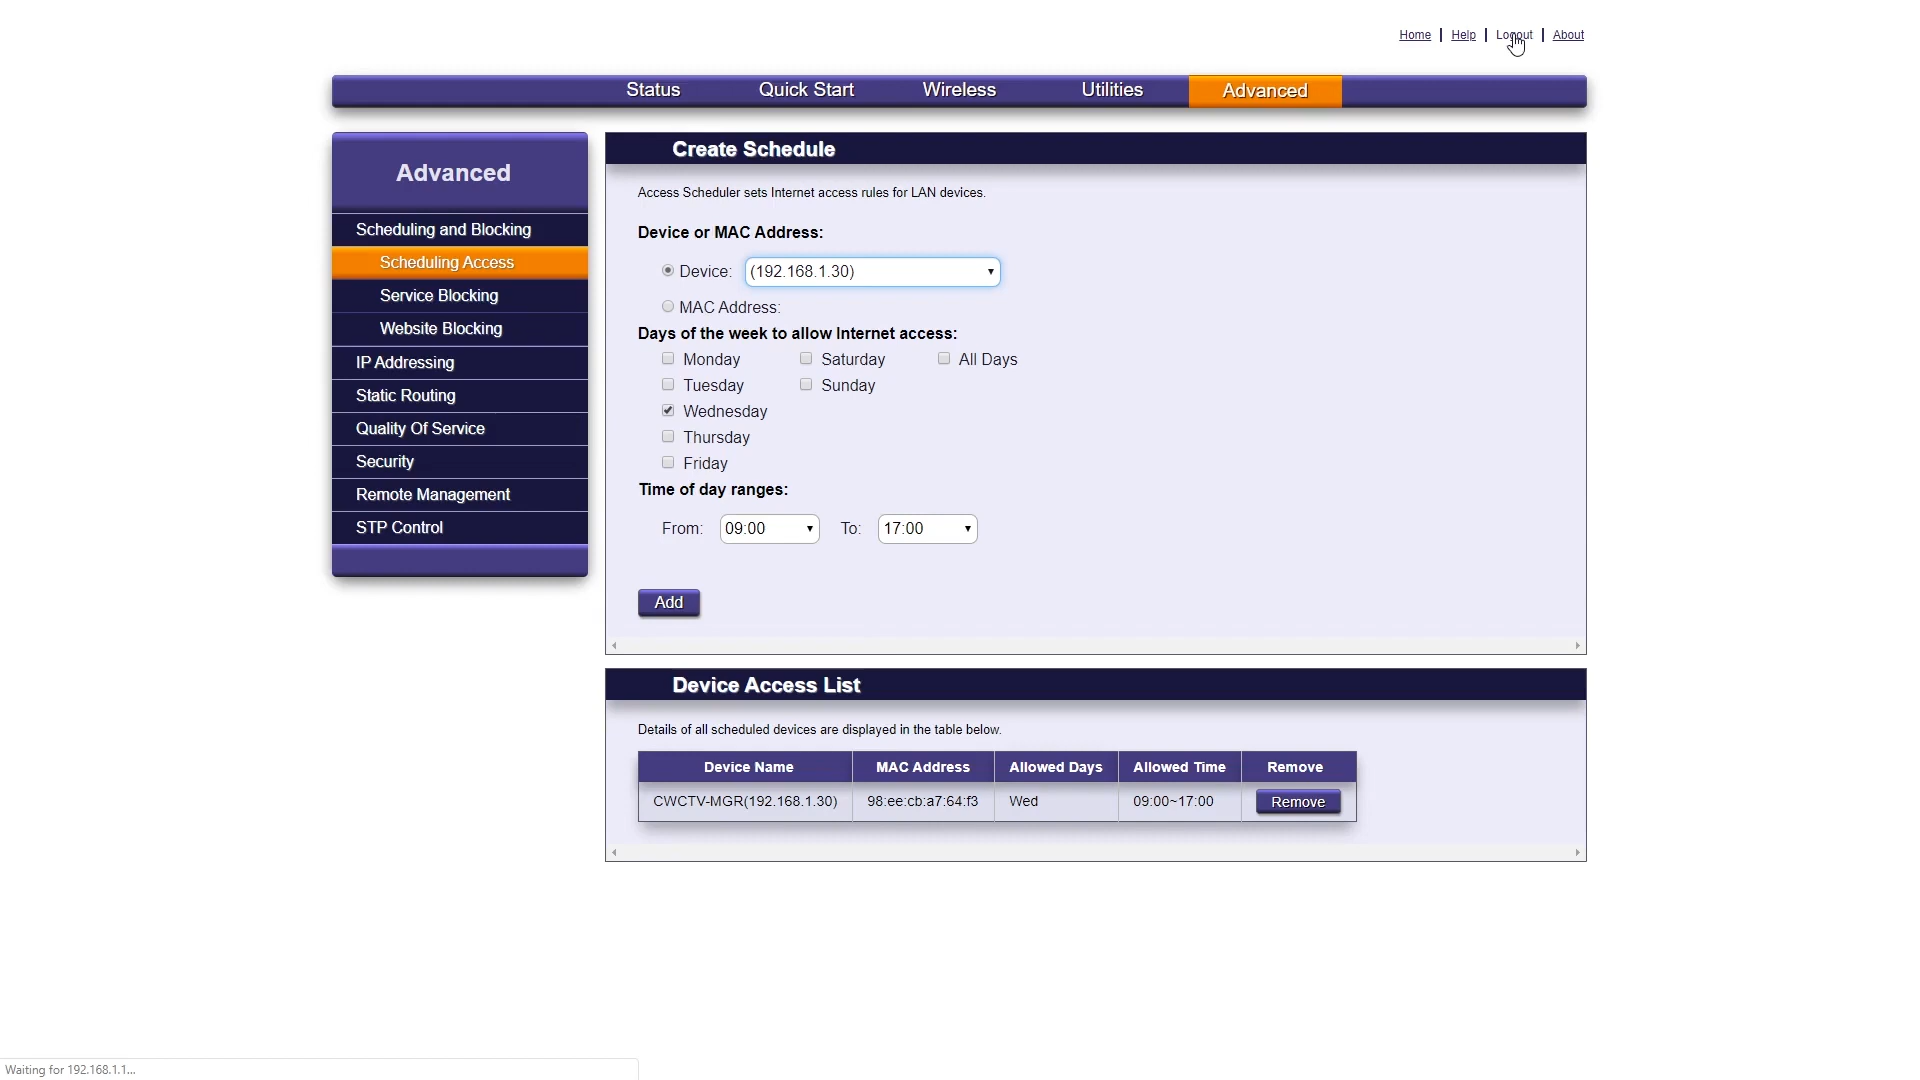 Home | Help | Logout | About
Status Quick Start Wireless Utilities Advanced
Advanced
Scheduling and Blocking
Scheduling Access
Service Blocking
Website Blocking
IP Addressing
Static Routing
Quality Of Service
Security
Remote Management
STP Control
Create Schedule
Access Scheduler sets Internet access rules for LAN devices.
Device or MAC Address:
Device: (192.168.1.30)
MAC Address:
Days of the week to allow Internet access:
Monday Saturday All Days
Tuesday Sunday
Wednesday
Thursday
Friday
Time of day ranges:
From: 09:00 To: 17:00
Add
Device Access List
Details of all scheduled devices are displayed in the table below.
Device Name MAC Address Allowed Days Allowed Time Remove
CWCTV-MGR(192.168.1.30) 98:ee:cb:a7:64:f3 Wed 09:00~17:00 Remove
Waiting for 192.168.1.1...